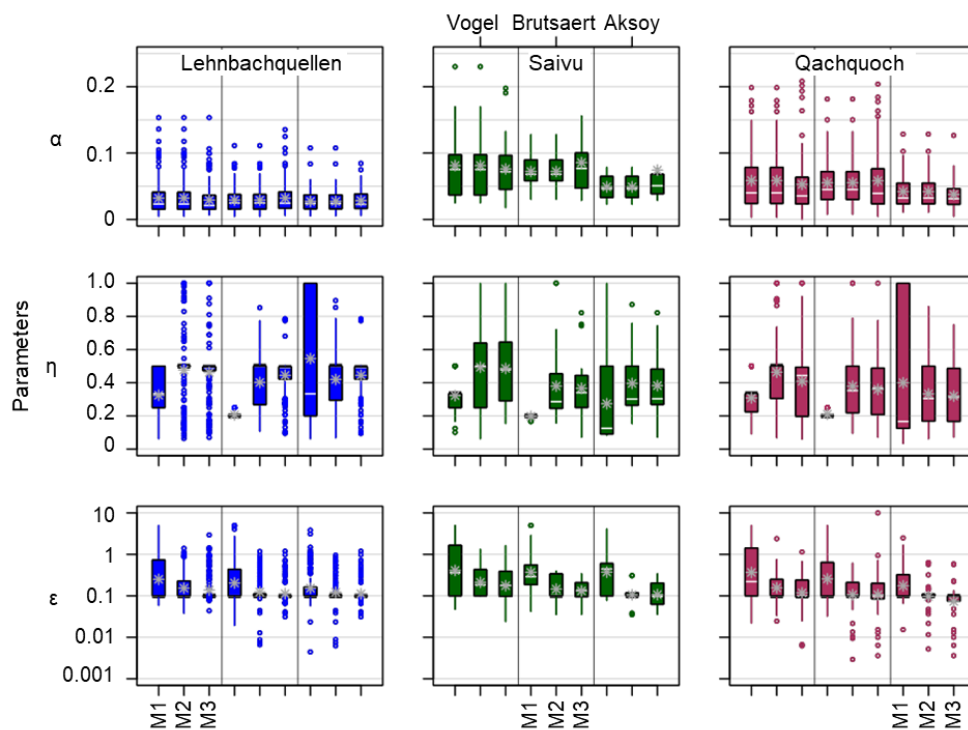 Vogel Brutsaert Aksoy
Lehnbachquellen Saivu Qachquoch
0.2
α 0.1
0
1.0
0.8
0.6
η 0.4
0.2
0
Parameters
10
1
ε 0.1
0.01
0.001
M1 M2 M3 M1 M2 M3 M1 M2 M3